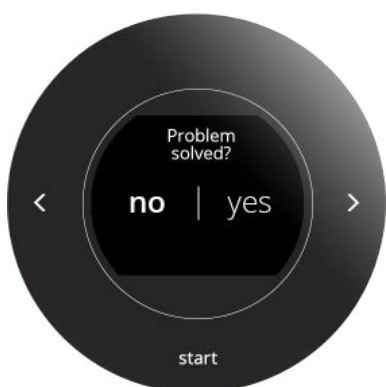 Problem
solved?
no | yes
start